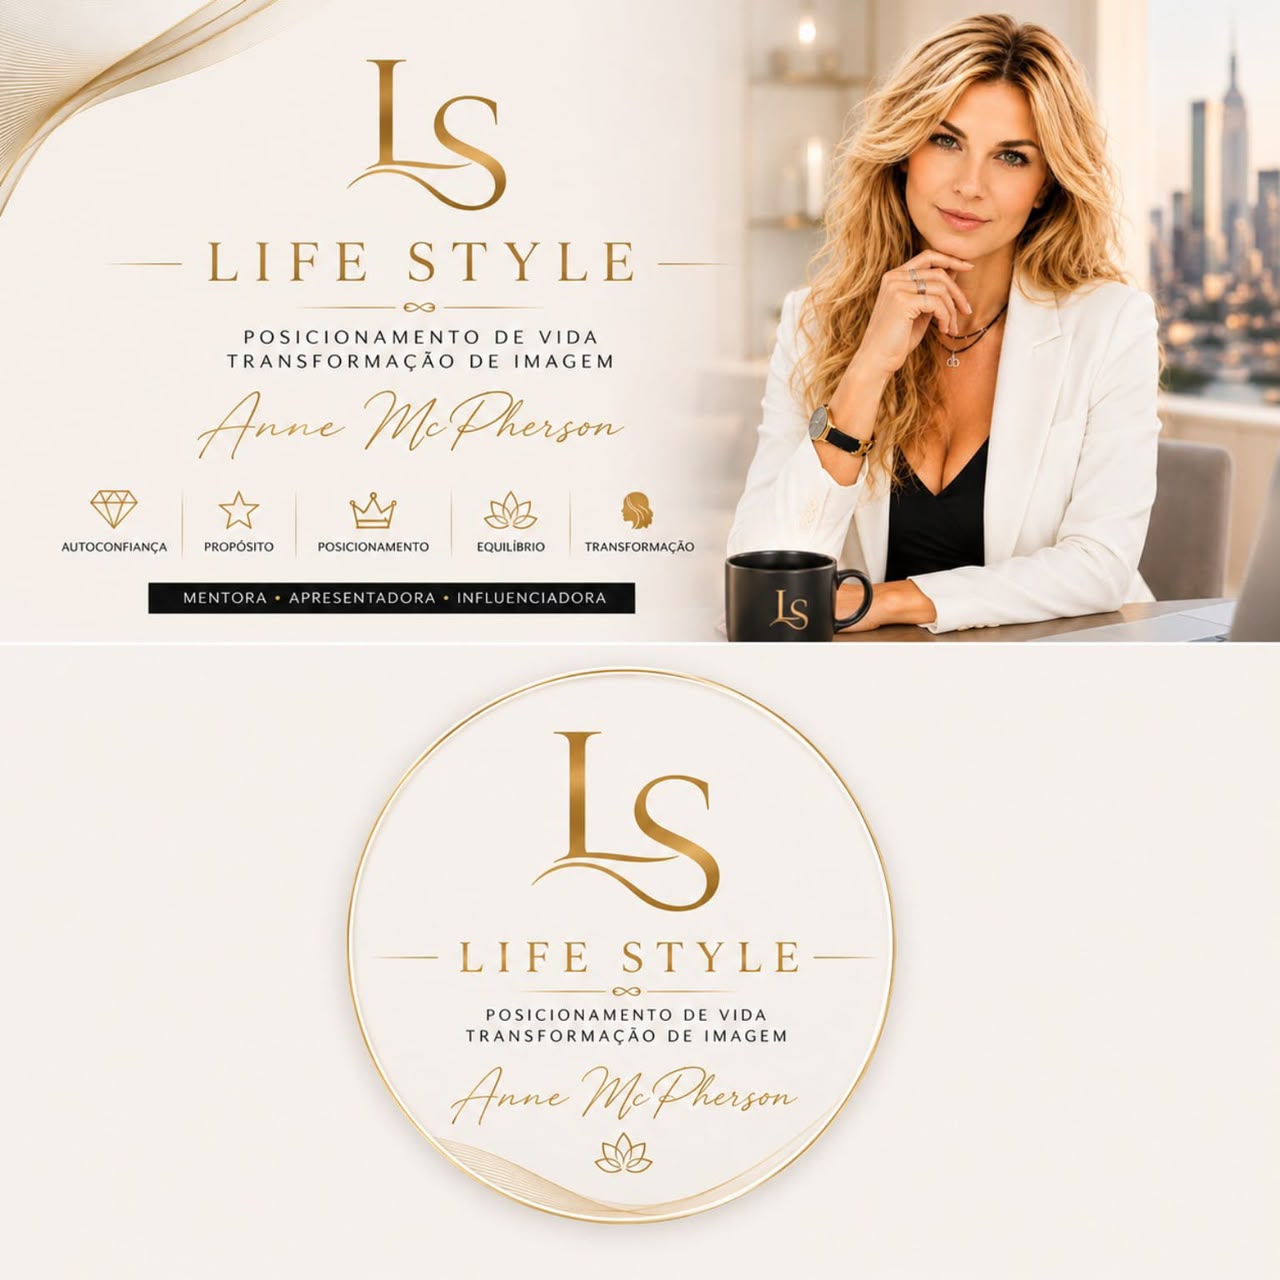 LS
LIFE STYLE
POSICIONAMENTO DE VIDA
TRANSFORMAÇÃO DE IMAGEM
Anne McPherson
AUTOCONFIANÇA
PROPÓSITO
POSICIONAMENTO
EQUILÍBRIO
TRANSFORMAÇÃO
MENTORA • APRESENTADORA • INFLUENCIADORA
LS
LS
LIFE STYLE
POSICIONAMENTO DE VIDA
TRANSFORMAÇÃO DE IMAGEM
Anne McPherson